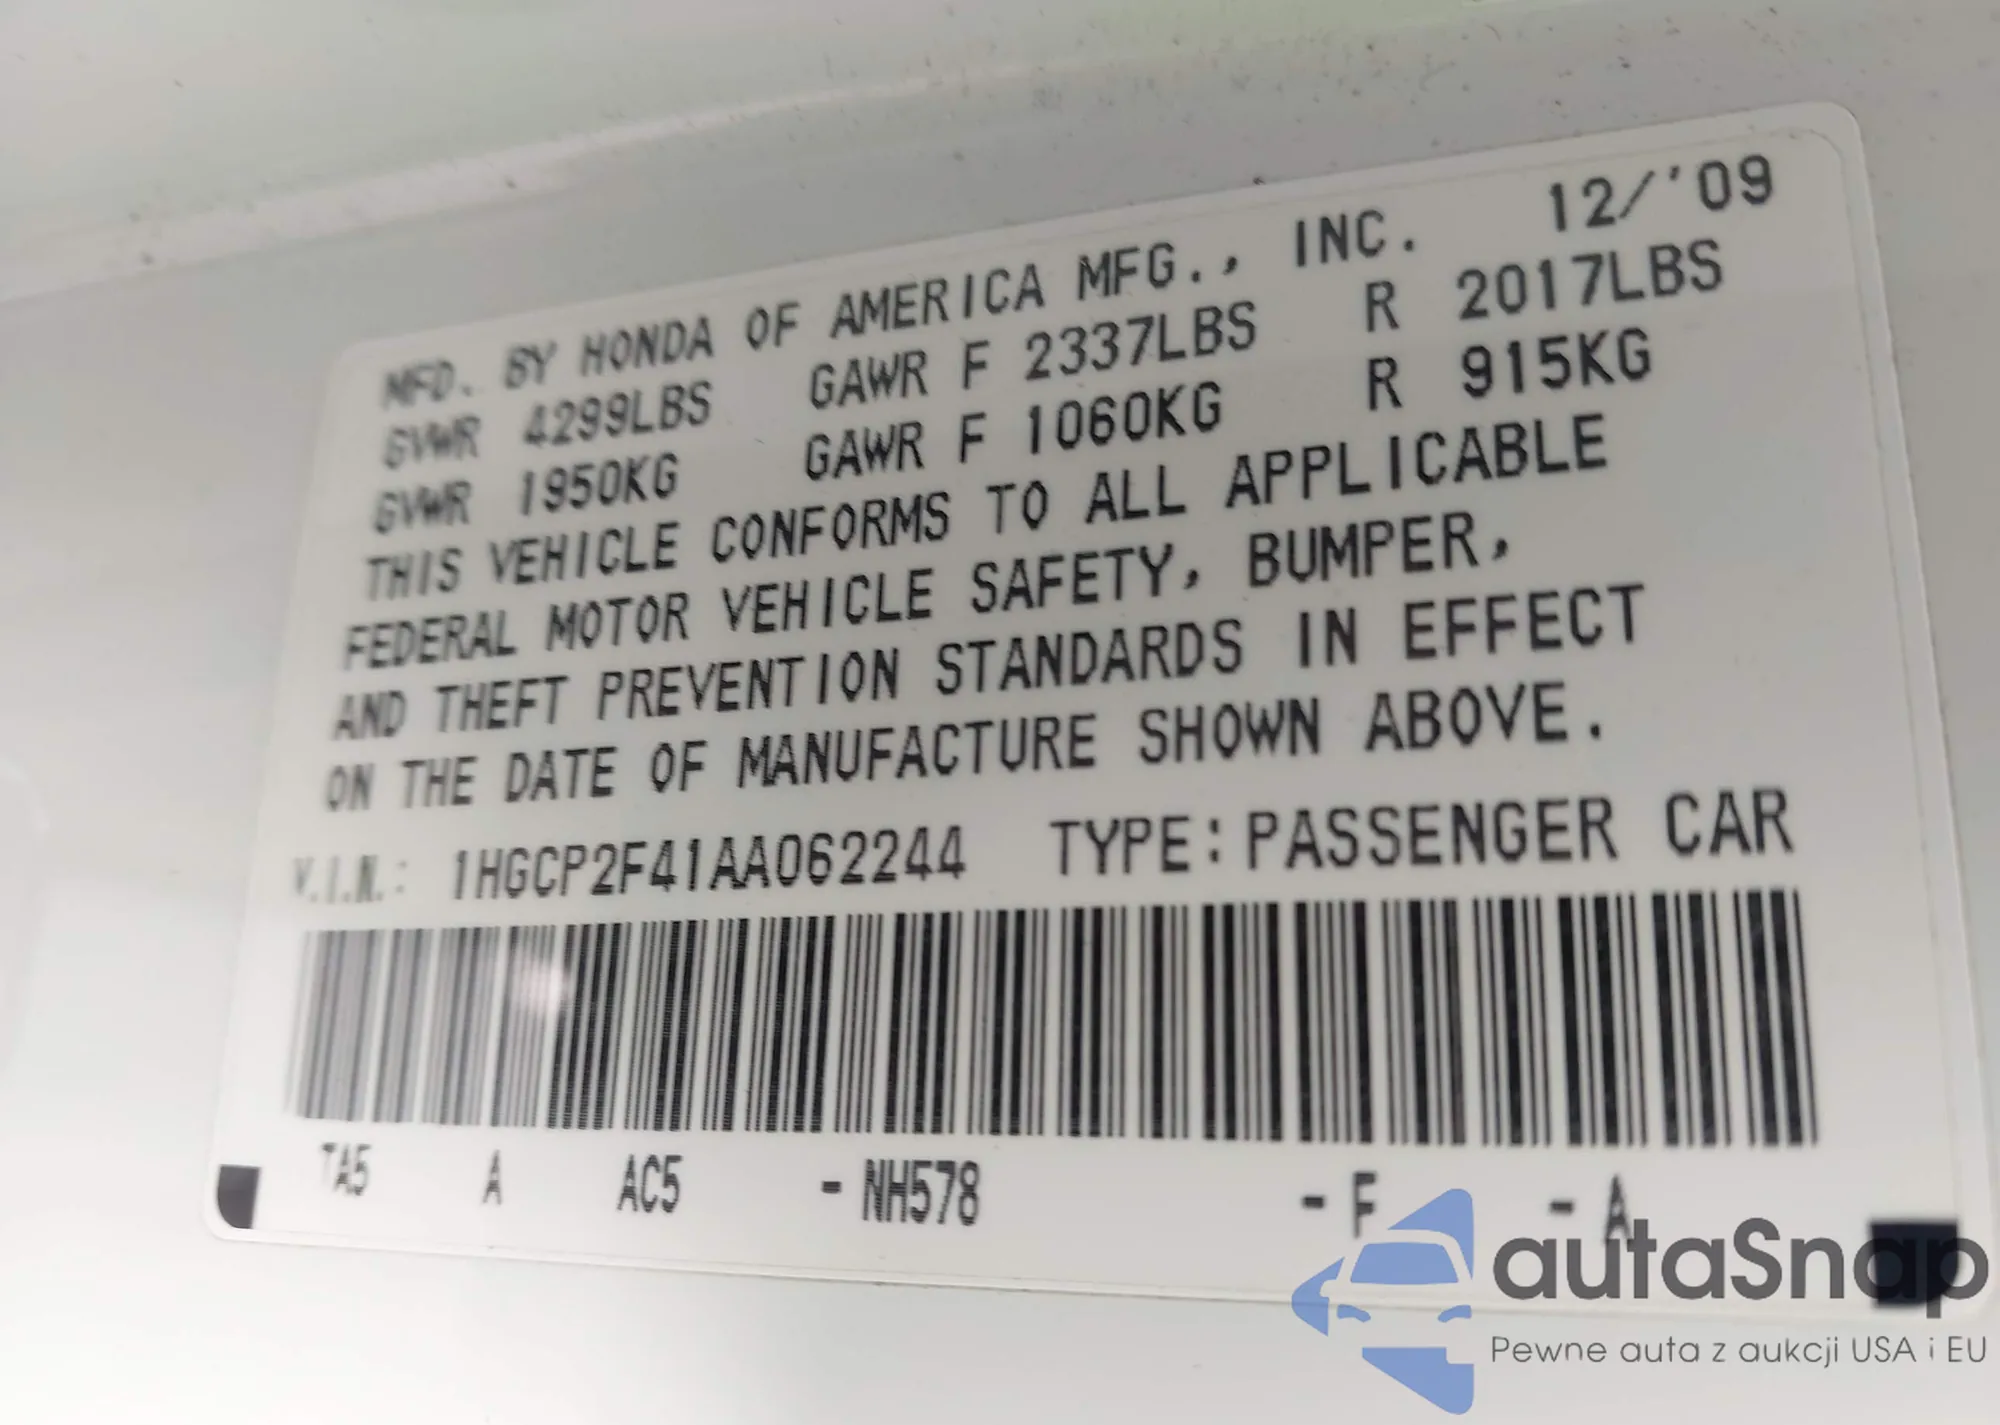 MFD. BY HONDA OF AMERICA MFG., INC. 12/'09
GVWR 4299LBS GAWR F 2337LBS R 2017LBS
GVWR 1950KG GAWR F 1060KG R 915KG
THIS VEHICLE CONFORMS TO ALL APPLICABLE
FEDERAL MOTOR VEHICLE SAFETY, BUMPER,
AND THEFT PREVENTION STANDARDS IN EFFECT
ON THE DATE OF MANUFACTURE SHOWN ABOVE.
V.I.N.: 1HGCP2F41AA062244 TYPE: PASSENGER CAR
TA5 A AC5 - NH578 - F - A
autaSnap
Pewne auta z aukcji USA i EU